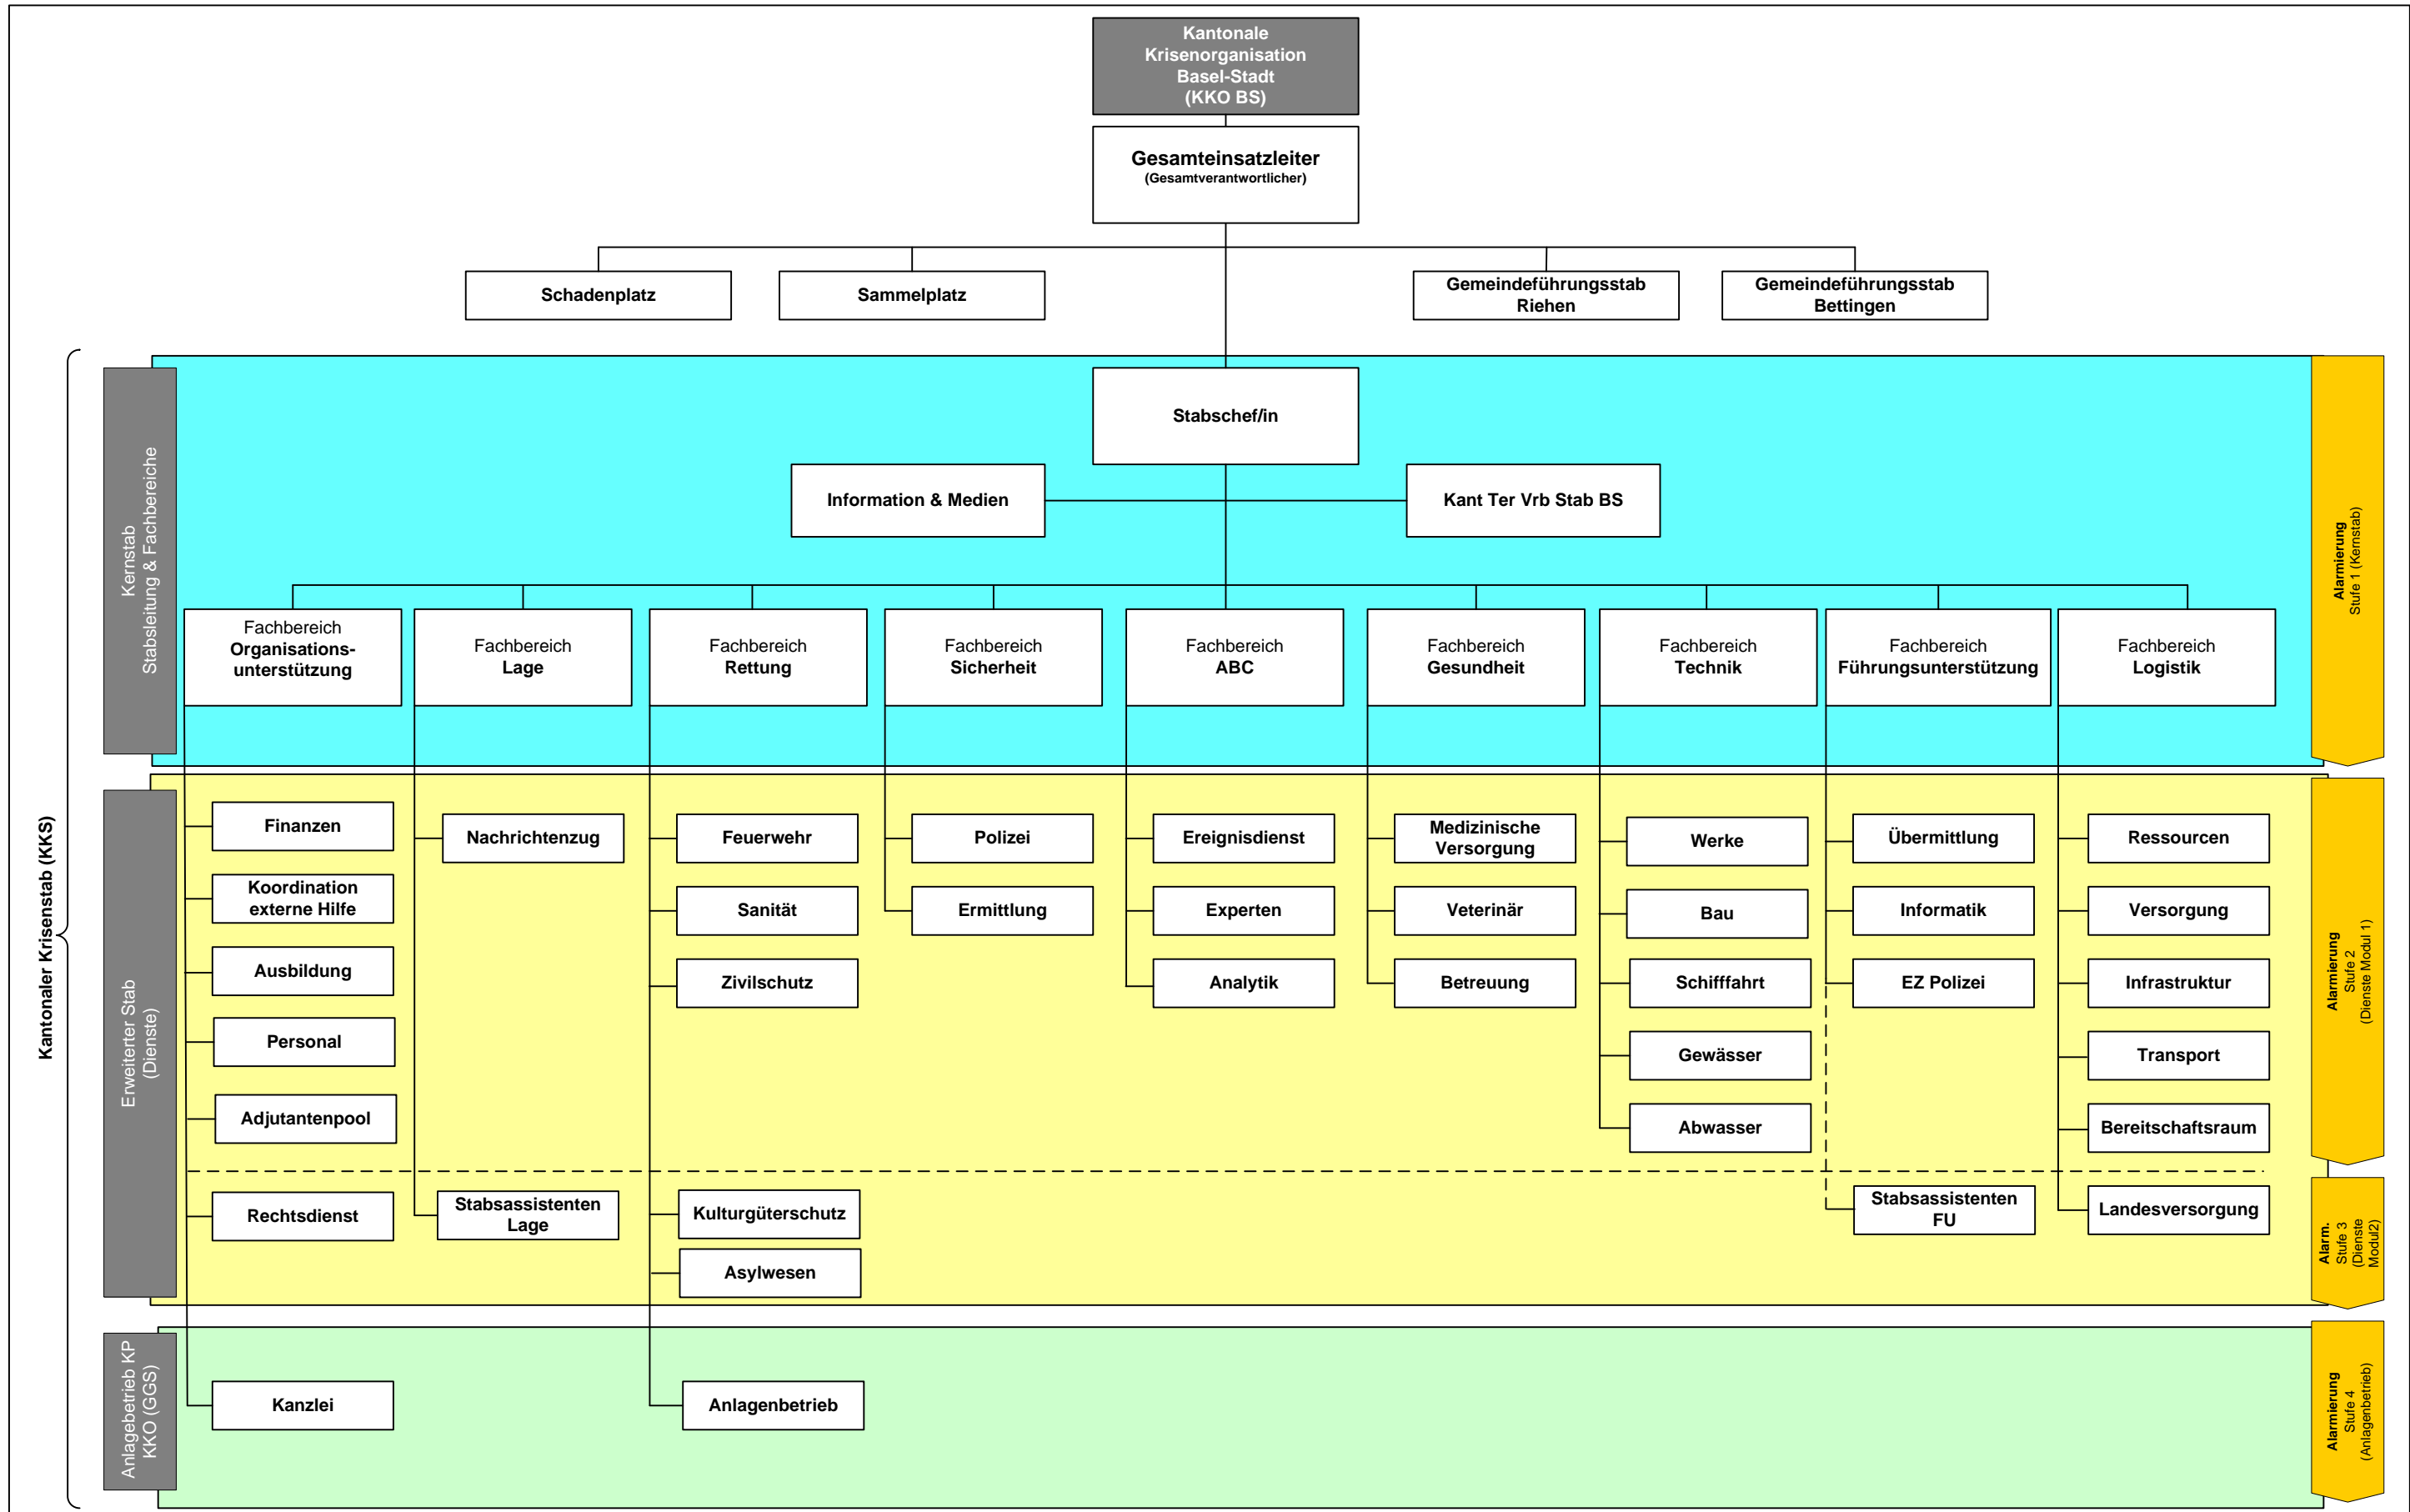 Kantonale
Krisenorganisation
Basel-Stadt
(KKO BS)
Gesamteinsatzleiter
(Gesamtverantwortlicher)
Schadenplatz
Sammelplatz
Gemeindeführungsstab
Riehen
Gemeindeführungsstab
Bettingen
Kantonaler Krisenstab (KKS)
Kernstab
Stabsleitung & Fachbereiche
Stabschef/in
Information & Medien
Kant Ter Vrb Stab BS
Alarmierung
Stufe 1 (Kernstab)
Fachbereich
Organisations-
unterstützung
Fachbereich
Lage
Fachbereich
Rettung
Fachbereich
Sicherheit
Fachbereich
ABC
Fachbereich
Gesundheit
Fachbereich
Technik
Fachbereich
Führungsunterstützung
Fachbereich
Logistik
Erweiterter Stab
(Dienste)
Finanzen
Nachrichtenzug
Feuerwehr
Polizei
Ereignisdienst
Medizinische
Versorgung
Werke
Übermittlung
Ressourcen
Koordination
externe Hilfe
Sanität
Ermittlung
Experten
Veterinär
Bau
Informatik
Versorgung
Ausbildung
Zivilschutz
Analytik
Betreuung
Schifffahrt
EZ Polizei
Infrastruktur
Personal
Gewässer
Transport
Adjutantenpool
Abwasser
Bereitschaftsraum
Alarmierung
Stufe 2
(Dienste Modul 1)
Rechtsdienst
Stabsassistenten
Lage
Kulturgüterschutz
Stabsassistenten
FU
Landesversorgung
Asylwesen
Alarm.
Stufe 3
(Dienste
Modul2)
Anlagebetrieb KP
KKO (GGS)
Kanzlei
Anlagenbetrieb
Alarmierung
Stufe 4
(Anlagenbetrieb)